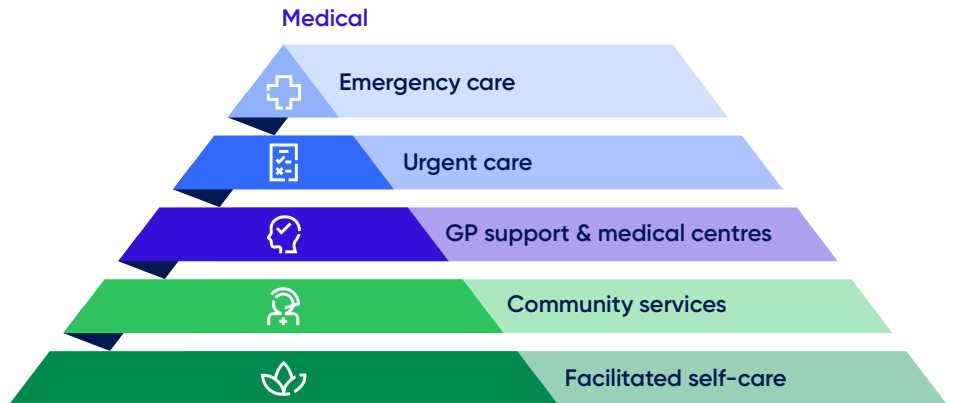 Medical
Emergency care
Urgent care
GP support & medical centres
Community services
Facilitated self-care